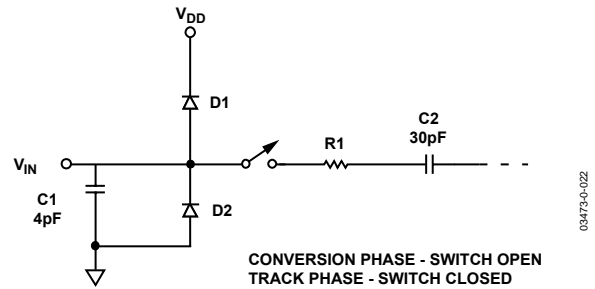 VDD
D1
C2
30pF
R1
VIN
C1
4pF
D2
CONVERSION PHASE - SWITCH OPEN
TRACK PHASE - SWITCH CLOSED
03473-0-022